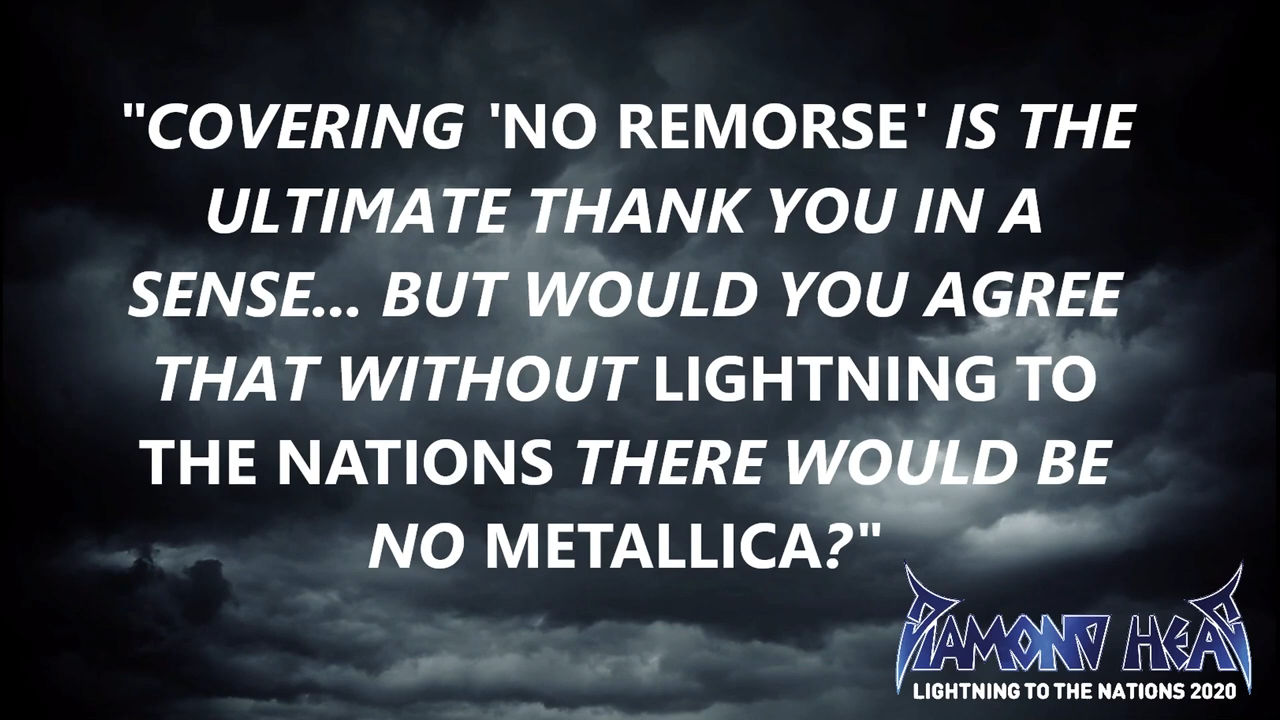 "COVERING 'NO REMORSE' IS THE
ULTIMATE THANK YOU IN A
SENSE... BUT WOULD YOU AGREE
THAT WITHOUT LIGHTNING TO
THE NATIONS THERE WOULD BE
NO METALLICA?"
DIAMOND HEAD
LIGHTNING TO THE NATIONS 2020